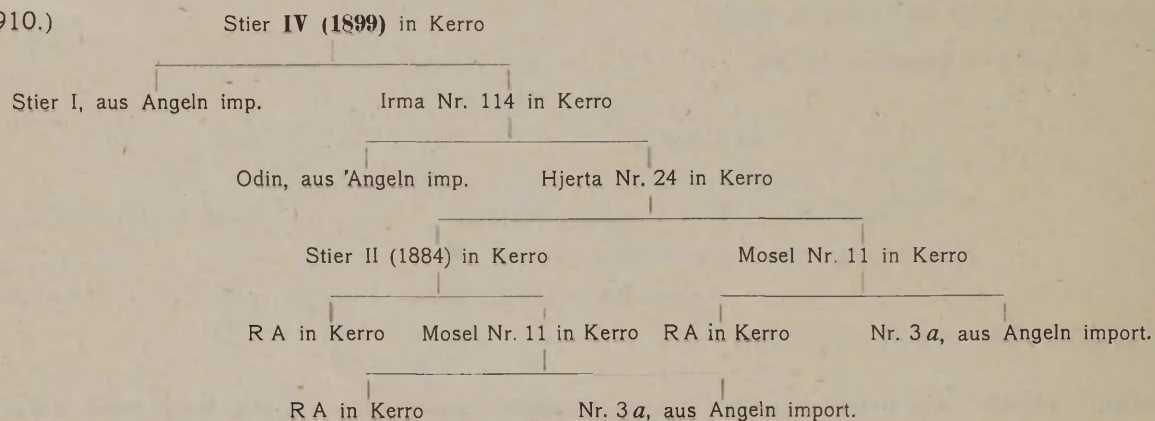 910.) Stier IV (1899) in Kerro
Stier I, aus Angeln imp. Irma Nr. 114 in Kerro
Odin, aus 'Angeln imp. Hjerta Nr. 24 in Kerro
Stier II (1884) in Kerro Mosel Nr. 11 in Kerro
R A in Kerro Mosel Nr. 11 in Kerro R A in Kerro Nr. 3 a, aus Angeln import.
R A in Kerro Nr. 3 a, aus Angeln import.